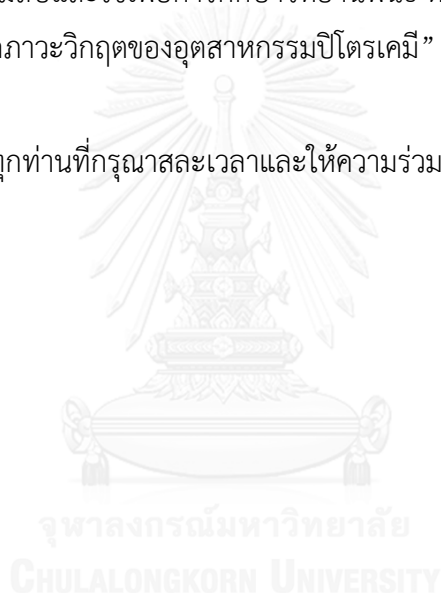 ภาวะวิกฤตของอุตสาหกรรมปิโตรเคมี”
ทุกท่านที่กรุณาสละเวลาและให้ความร่วม
จุฬาลงกรณ์มหาวิทยาลัย
CHULALONGKORN UNIVERSITY